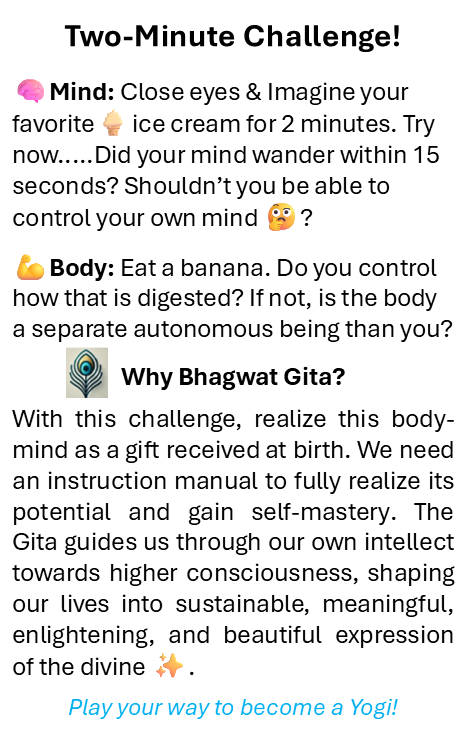 Two-Minute Challenge!
🧠 Mind: Close eyes & Imagine your
favorite 🍦 ice cream for 2 minutes. Try
now…..Did your mind wander within 15
seconds? Shouldn’t you be able to
control your own mind 🤔 ?
💪 Body: Eat a banana. Do you control
how that is digested? If not, is the body
a separate autonomous being than you?
Why Bhagwat Gita?
With this challenge, realize this body-
mind as a gift received at birth. We need
an instruction manual to fully realize its
potential and gain self-mastery. The
Gita guides us through our own intellect
towards higher consciousness, shaping
our lives into sustainable, meaningful,
enlightening, and beautiful expression
of the divine ✨ .
Play your way to become a Yogi!